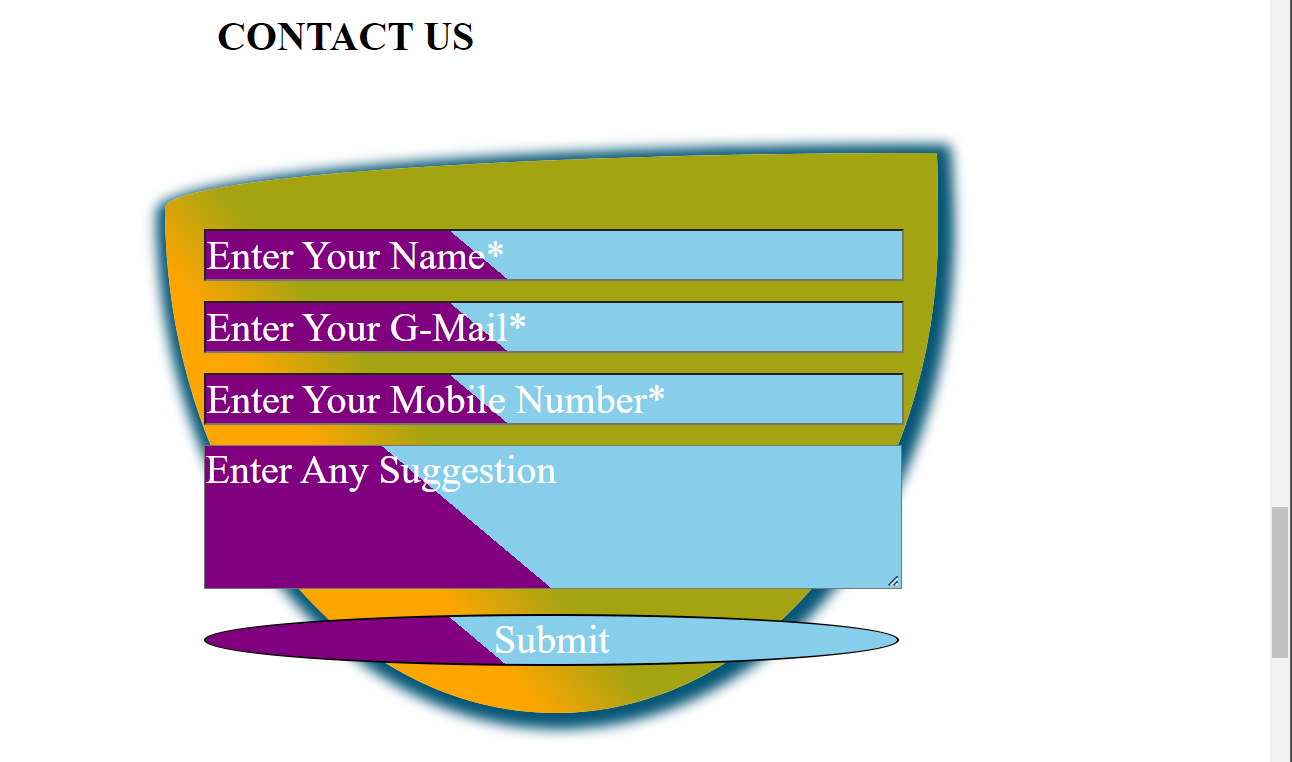 CONTACT US
Enter Your Name*
Enter Your G-Mail*
Enter Your Mobile Number*
Enter Any Suggestion
Submit